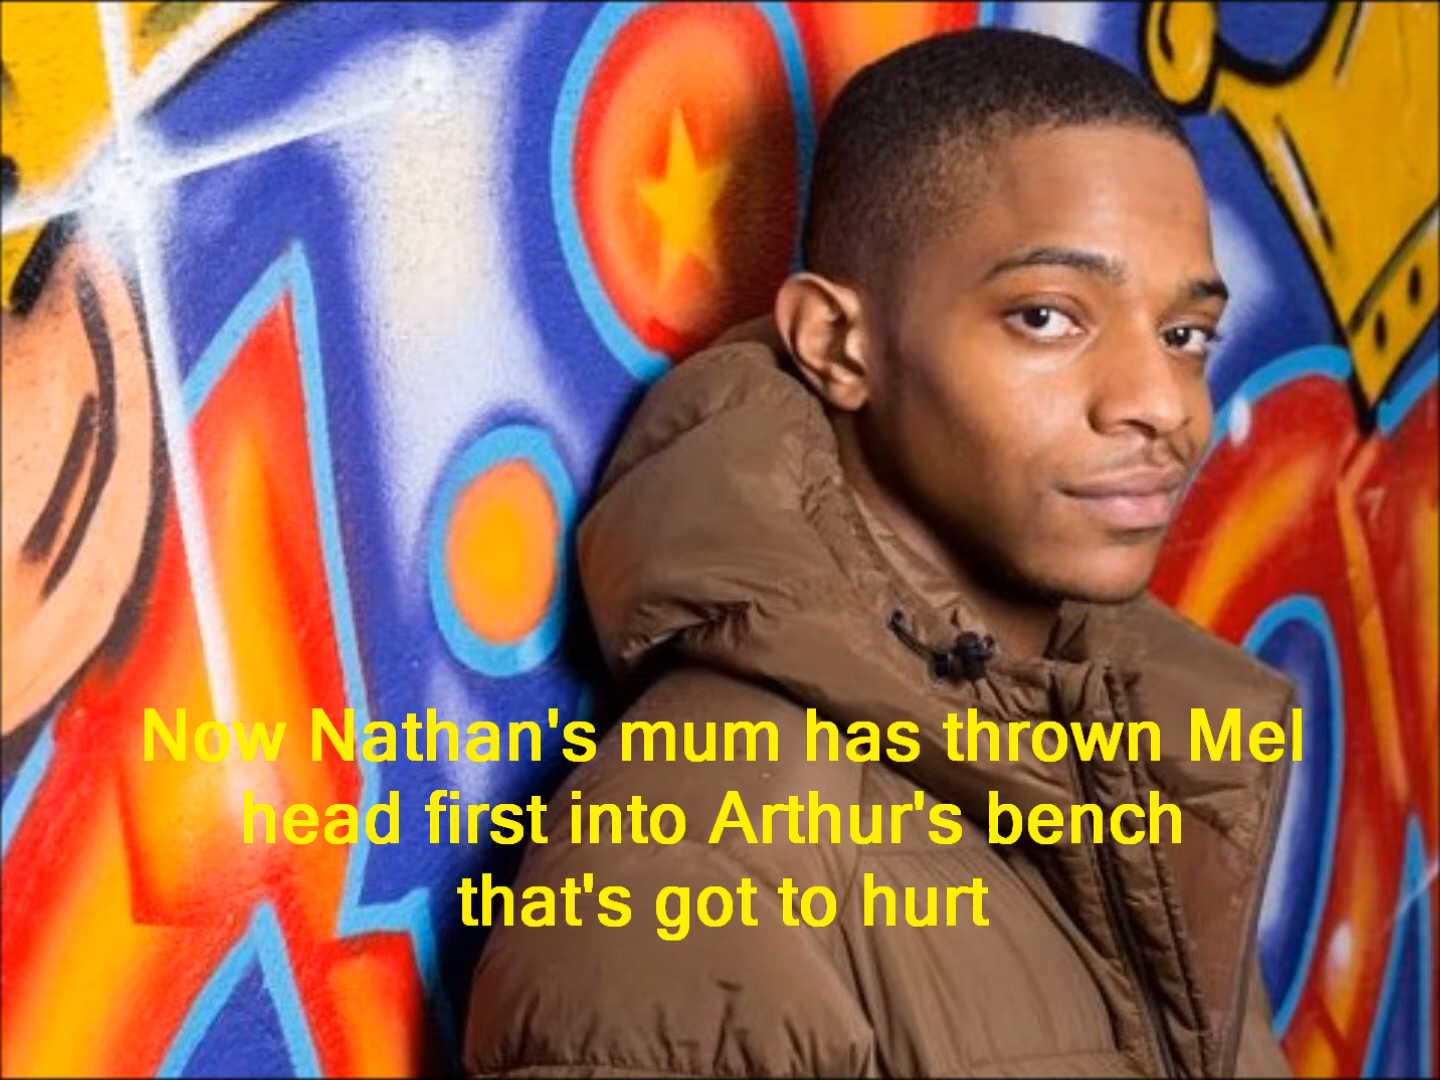 Now Nathan's mum has thrown Mel
head first into Arthur's bench
that's got to hurt